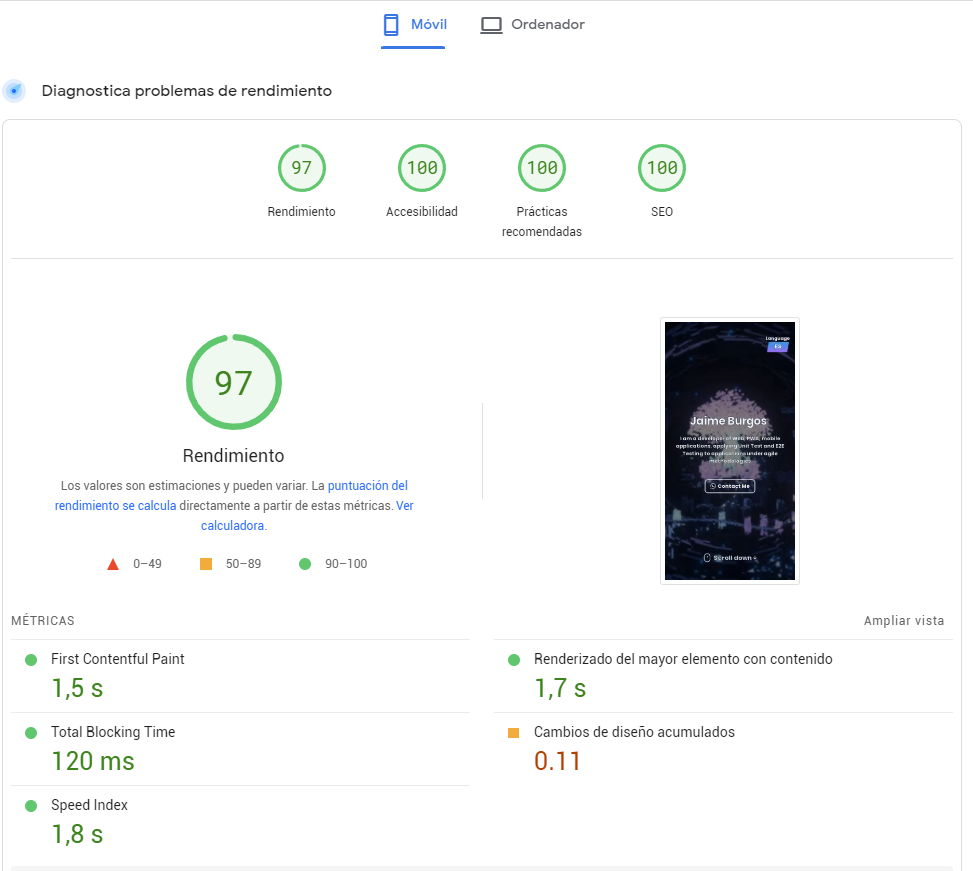 Móvil
Ordenador
Diagnostica problemas de rendimiento
97
100
100
100
Rendimiento
Accesibilidad
Prácticas
recomendadas
SEO
97
Rendimiento
Los valores son estimaciones y pueden variar. La puntuación del
rendimiento se calcula directamente a partir de estas métricas. Ver
calculadora.
0–49
50–89
90–100
Language
ES
Jaime Burgos
I am a developer of Web, PWA, mobile
applications, applying Unit Test and E2E
Testing to applications under agile
methodologies
Contact Me
Scroll down
MÉTRICAS
Ampliar vista
First Contentful Paint
1,5 s
Renderizado del mayor elemento con contenido
1,7 s
Total Blocking Time
120 ms
Cambios de diseño acumulados
0.11
Speed Index
1,8 s